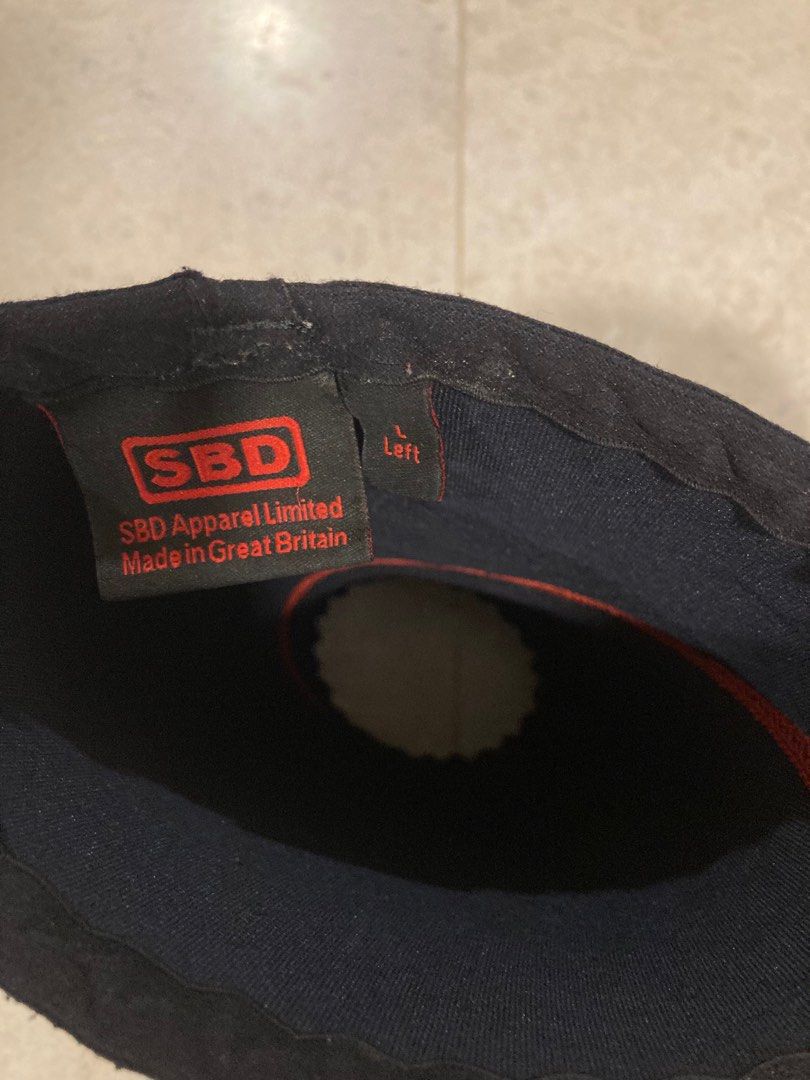 SBD
SBD Apparel Limited
Made in Great Britain
L
Left